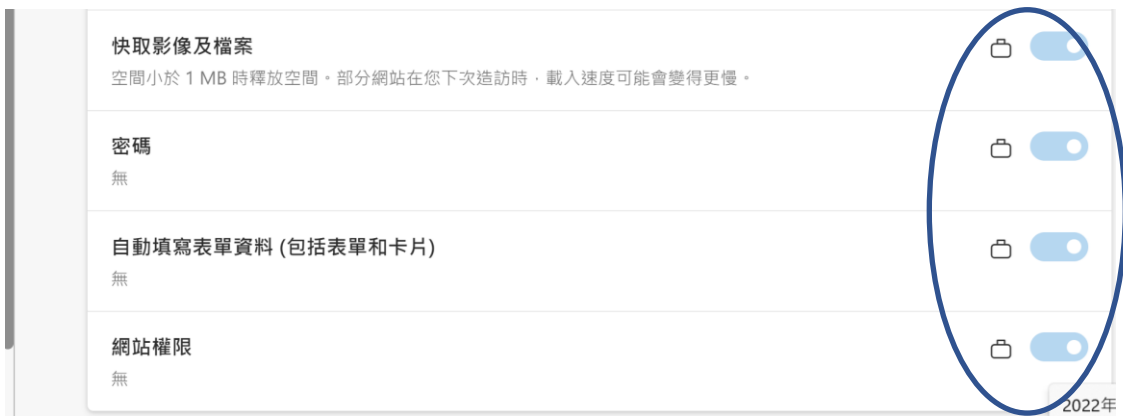 快取影像及檔案
空間小於 1 MB 時釋放空間。部分網站在您下次造訪時，載入速度可能會變得更慢。
密碼
無
自動填寫表單資料 (包括表單和卡片)
無
網站權限
無
2022年